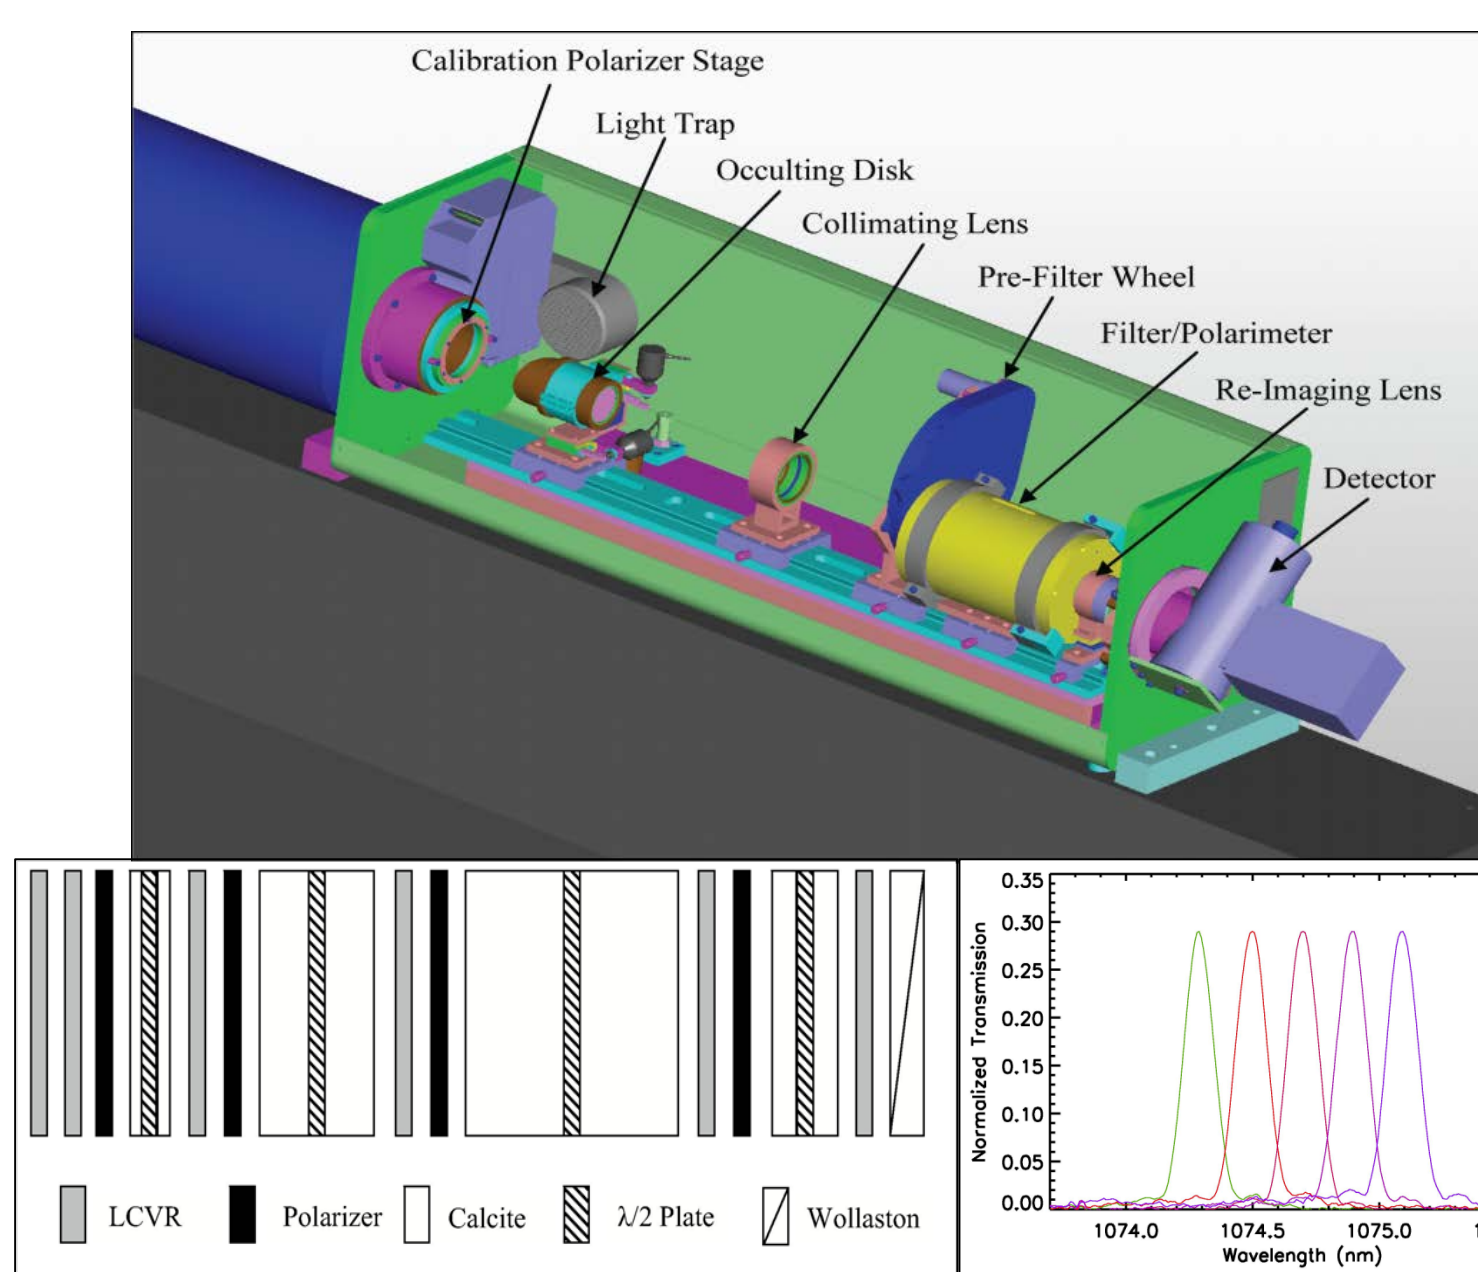 Calibration Polarizer Stage
Light Trap
Occulting Disk
Collimating Lens
Pre-Filter Wheel
Filter/Polarimeter
Re-Imaging Lens
Detector
LCVR
Polarizer
Calcite
λ/2 Plate
Wollaston
Normalized Transmission
0.35
0.30
0.25
0.20
0.15
0.10
0.05
0.00
1074.0
1074.5
1075.0
1
Wavelength (nm)